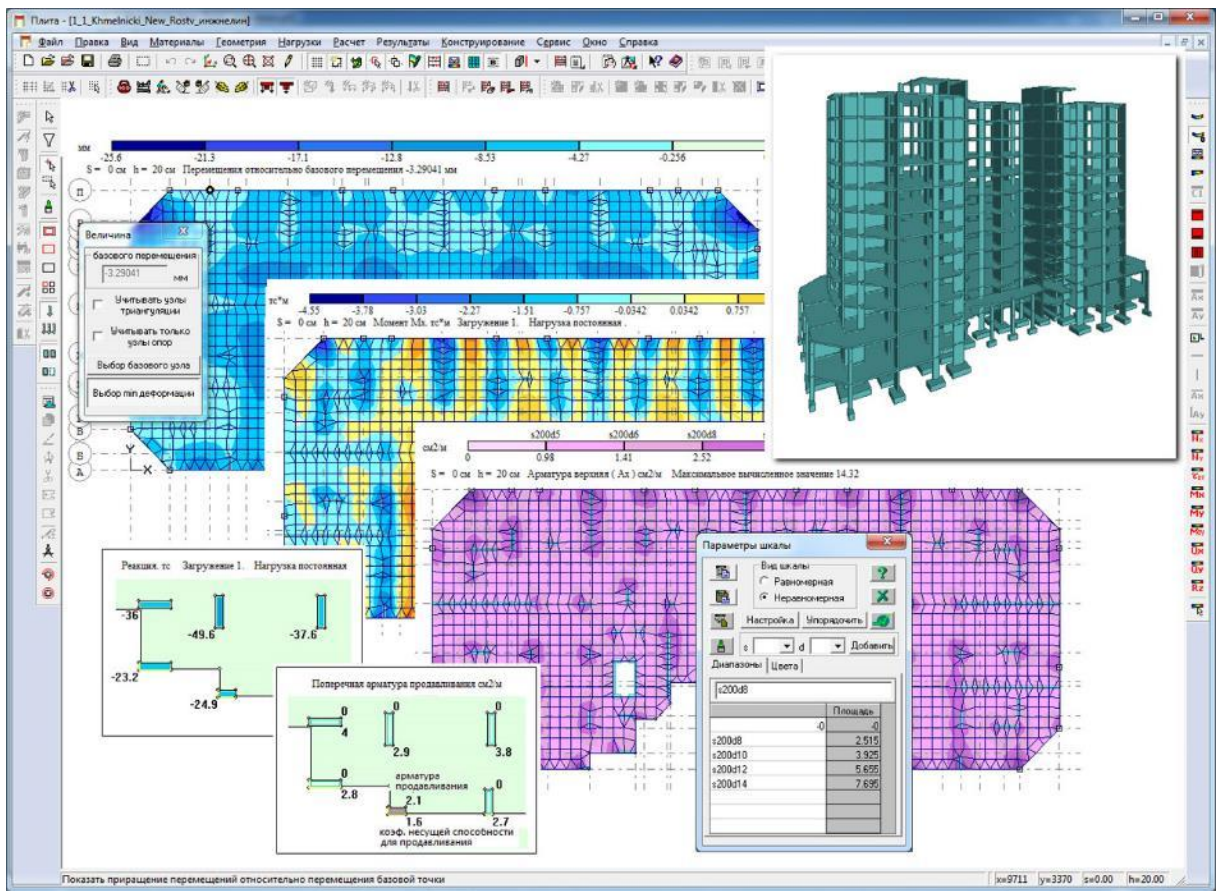 Плита - [1_1_Khmelnicki_New_Rostv_инжнелин]
Файл Правка Вид Материалы Геометрия Нагрузки Расчет Результаты Конструирование Сервис Окно Справка
мм
-25.6 -21.3 -17.1 -12.8 -8.53 -4.27 -0.256
S = 0 см h = 20 см Перемещения относительно базового перемещения -3.29041 мм
П
Величина
базового перемещения
-3.29041 мм
Учитывать узлы триангуляции
Учитывать только узлы опор
Выбор базового узла
Выбор min деформации
В
Б
А
Y
X
тс*м
-4.55 -3.78 -3.03 -2.27 -1.51 -0.757 -0.0342 0.0342 0.757
S = 0 см h = 20 см Момент Mx. тс*м Загружение 1. Нагрузка постоянная .
s200d5 s200d6 s200d8
см2/м
0 0.98 1.41 2.52
S = 0 см h = 20 см Арматура верхняя ( Ax ) см2/м Максимальное вычисленное значение 14.32
Реакция. тс Загружение 1. Нагрузка постоянная
-36
-49.6
-37.6
-23.2
-24.9
Поперечная арматура продавливания см2/м
0
4
0
2.9
0
3.8
0
2.8
арматура
продавливания
2.1
1.6
0
2.7
коэф. несущей способности
для продавливания
Параметры шкалы
Вид шкалы
Равномерная
Неравномерная
Настройка Упорядочить
s d Добавить
Диапазоны Цвета
s200d8
Площадь
-0 -0
s200d8 2.515
s200d10 3.925
s200d12 5.655
s200d14 7.695
Mx
My
Qx
Qy
Rz
Показать приращение перемещений относительно перемещения базовой точки
x=9711 y=3370 s=0.00 h=20.00